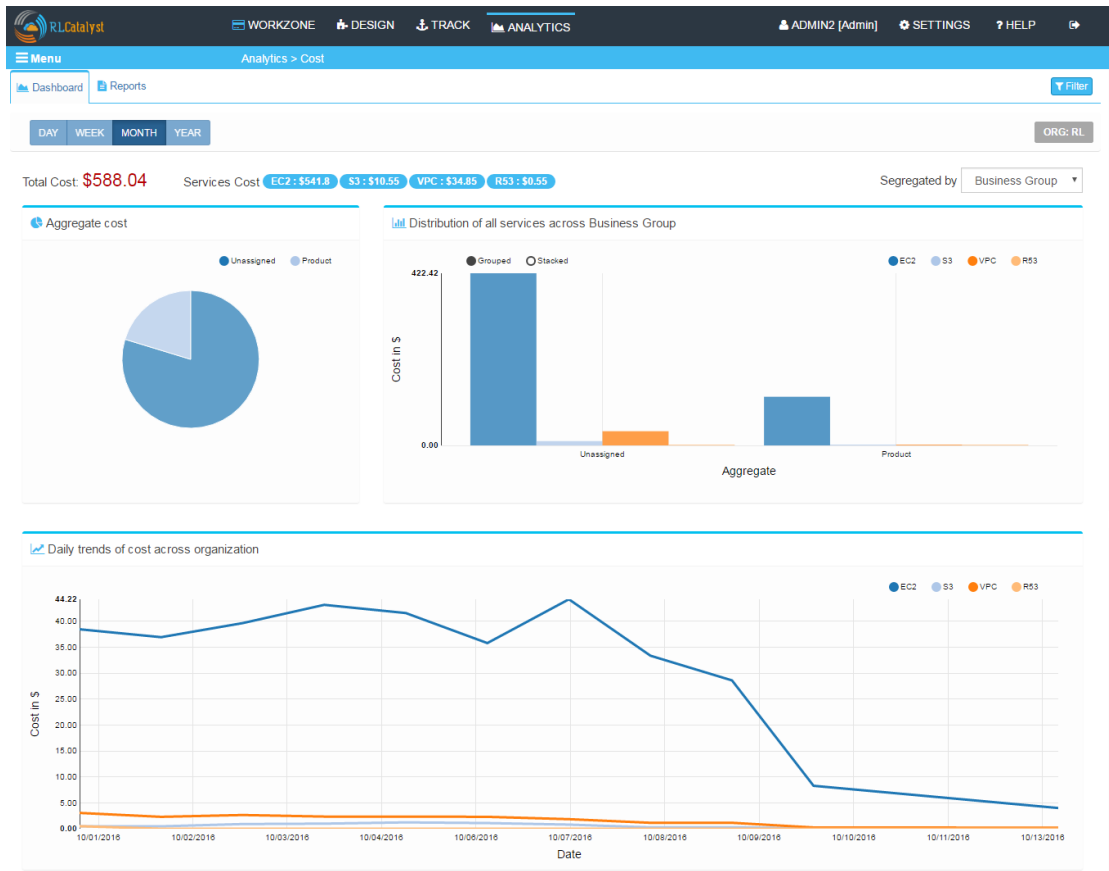 RLCatalyst
WORKZONE DESIGN TRACK ANALYTICS ADMIN2 [Admin] SETTINGS ? HELP
Menu Analytics > Cost
Dashboard Reports Filter
DAY WEEK MONTH YEAR ORG: RL
Total Cost: $588.04 Services Cost EC2 : $541.8 S3 : $10.55 VPC : $34.85 R53 : $0.55 Segregated by Business Group
Aggregate cost
Unassigned Product
Distribution of all services across Business Group
Grouped Stacked EC2 S3 VPC R53
422.42
Cost in $
0.00
Unassigned Product
Aggregate
Daily trends of cost across organization
EC2 S3 VPC R53
44.22
40.00
35.00
30.00
25.00
20.00
15.00
10.00
5.00
0.00
Cost in $
10/01/2016 10/02/2016 10/03/2016 10/04/2016 10/06/2016 10/07/2016 10/08/2016 10/09/2016 10/10/2016 10/11/2016 10/13/2016
Date